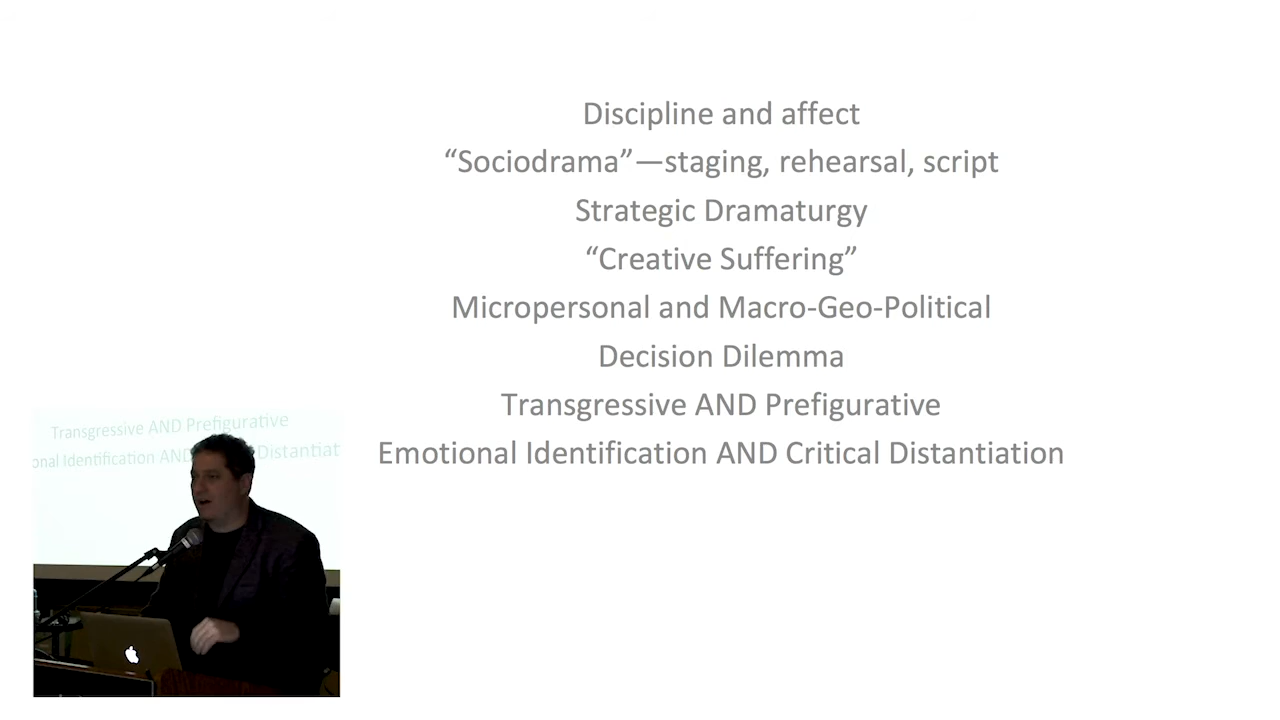 Discipline and affect
“Sociodrama”—staging, rehearsal, script
Strategic Dramaturgy
“Creative Suffering”
Micropersonal and Macro-Geo-Political
Decision Dilemma
Transgressive AND Prefigurative
Emotional Identification AND Critical Distantiation
Transgressive AND Prefigurative
onal Identification AND Distantiat